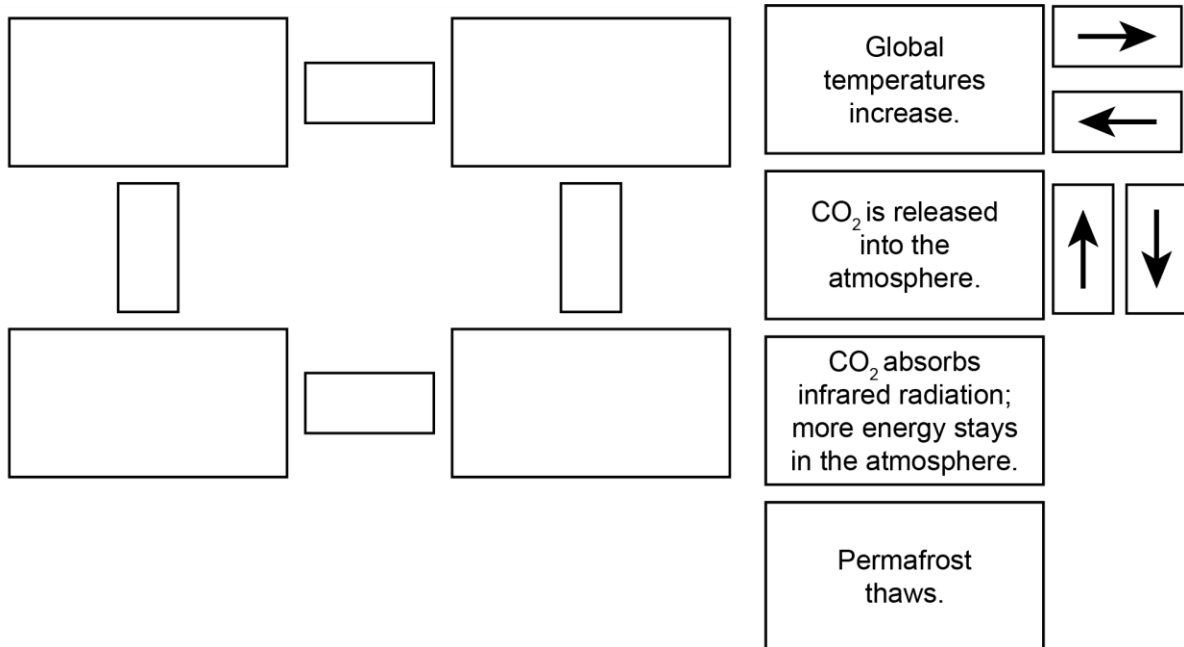 Global
temperatures
increase.
CO₂ is released
into the
atmosphere.
CO₂ absorbs
infrared radiation;
more energy stays
in the atmosphere.
Permafrost
thaws.